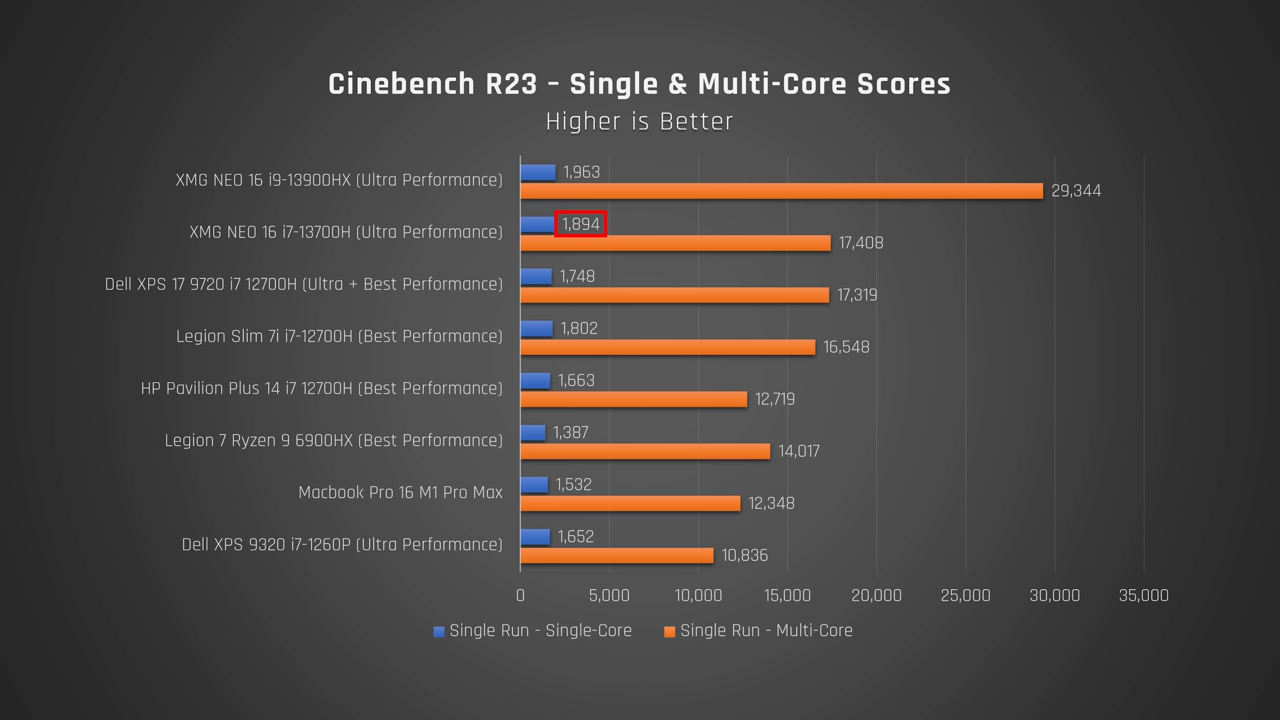 Cinebench R23 – Single & Multi-Core Scores
Higher is Better
XMG NEO 16 i9-13900HX (Ultra Performance)
1,963
29,344
XMG NEO 16 i7-13700H (Ultra Performance)
1,894
17,408
Dell XPS 17 9720 i7 12700H (Ultra + Best Performance)
1,748
17,319
Legion Slim 7i i7-12700H (Best Performance)
1,802
16,548
HP Pavilion Plus 14 i7 12700H (Best Performance)
1,663
12,719
Legion 7 Ryzen 9 6900HX (Best Performance)
1,387
14,017
Macbook Pro 16 M1 Pro Max
1,532
12,348
Dell XPS 9320 i7-1260P (Ultra Performance)
1,652
10,836
0 5,000 10,000 15,000 20,000 25,000 30,000 35,000
Single Run - Single-Core Single Run - Multi-Core